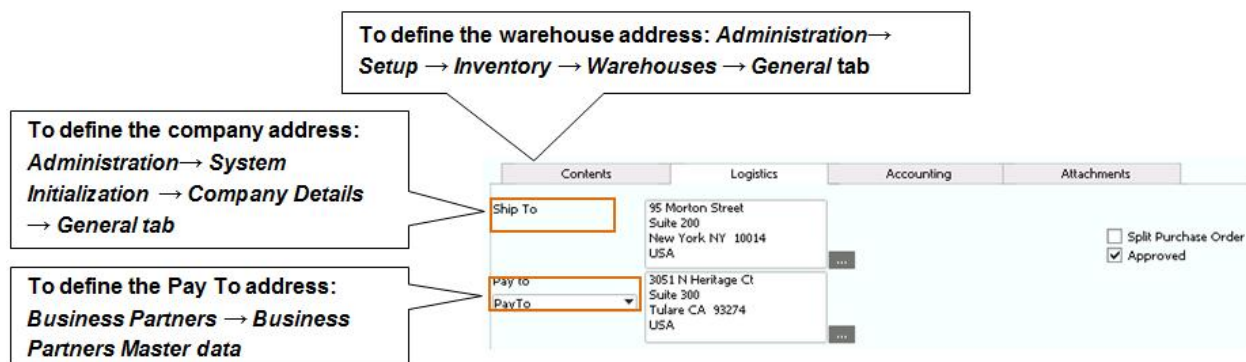 To define the warehouse address: Administration→
Setup → Inventory → Warehouses → General tab
To define the company address:
Administration→ System
Initialization → Company Details
→ General tab
To define the Pay To address:
Business Partners → Business
Partners Master data
Contents
Logistics
Accounting
Attachments
Ship To
95 Morton Street
Suite 200
New York NY 10014
USA
...
Split Purchase Order
Approved
Pay to
PayTo
3051 N Heritage Ct
Suite 300
Tulare CA 93274
USA
...